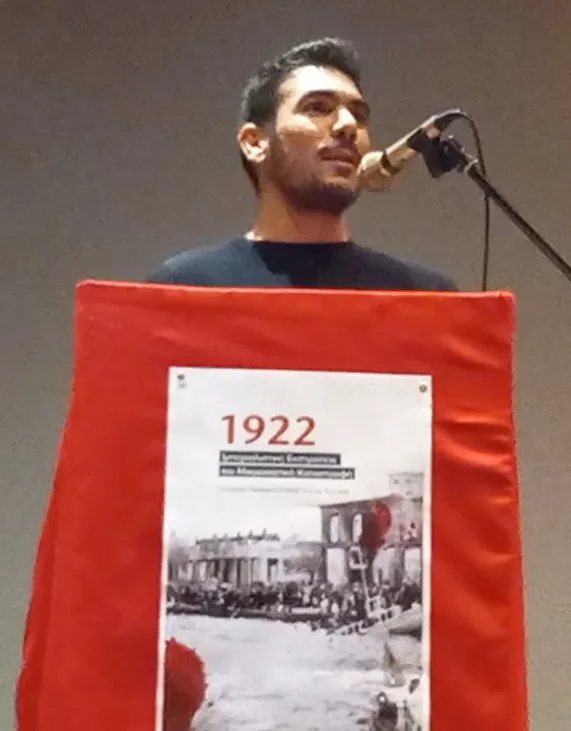 1922
Ιμπεριαλιστική Εκστρατεία
και Μικρασιατική Καταστροφή